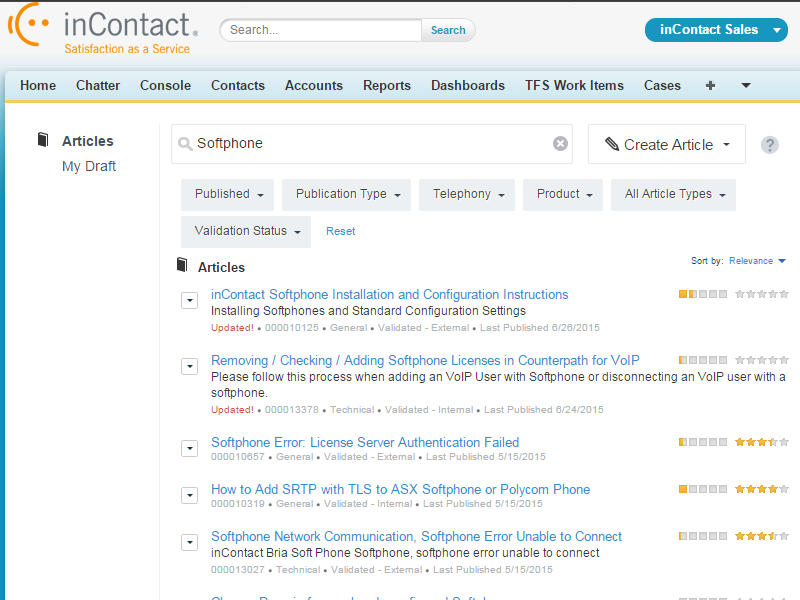 inContact®
Satisfaction as a Service
Search...
Search
inContact Sales
Home Chatter Console Contacts Accounts Reports Dashboards TFS Work Items Cases +
Articles
My Draft
Softphone
Create Article
?
Published Publication Type Telephony Product All Article Types
Validation Status Reset
Articles
Sort by: Relevance
inContact Softphone Installation and Configuration Instructions
Installing Softphones and Standard Configuration Settings
Updated! • 000010125 • General • Validated - External • Last Published 6/26/2015
Removing / Checking / Adding Softphone Licenses in Counterpath for VoIP
Please follow this process when adding an VoIP User with Softphone or disconnecting an VoIP user with a
softphone.
Updated! • 000013378 • Technical • Validated - Internal • Last Published 6/24/2015
Softphone Error: License Server Authentication Failed
000010657 • General • Validated - External • Last Published 5/15/2015
How to Add SRTP with TLS to ASX Softphone or Polycom Phone
000010319 • General • Validated - Internal • Last Published 5/15/2015
Softphone Network Communication, Softphone Error Unable to Connect
inContact Bria Soft Phone Softphone, softphone error unable to connect
000013027 • Technical • Validated - External • Last Published 5/15/2015